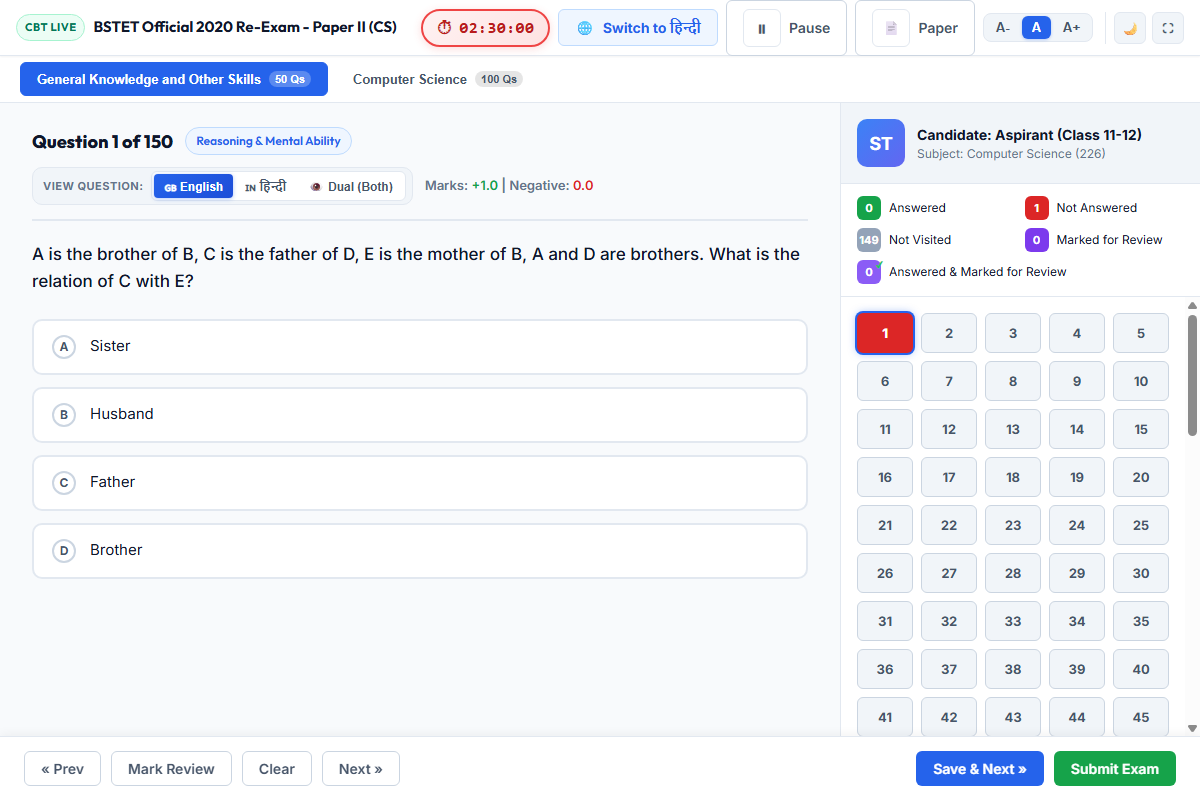 CBT LIVE BSTET Official 2020 Re-Exam - Paper II (CS) 02:30:00 Switch to हिन्दी Pause Paper A- A A+
General Knowledge and Other Skills 50 Qs Computer Science 100 Qs
Question 1 of 150 Reasoning & Mental Ability
VIEW QUESTION: GB English IN हिन्दी Dual (Both) Marks: +1.0 | Negative: 0.0
A is the brother of B, C is the father of D, E is the mother of B, A and D are brothers. What is the
relation of C with E?
A Sister
B Husband
C Father
D Brother
ST Candidate: Aspirant (Class 11-12)
Subject: Computer Science (226)
0 Answered 1 Not Answered
149 Not Visited 0 Marked for Review
0 Answered & Marked for Review
1 2 3 4 5
6 7 8 9 10
11 12 13 14 15
16 17 18 19 20
21 22 23 24 25
26 27 28 29 30
31 32 33 34 35
36 37 38 39 40
41 42 43 44 45
« Prev Mark Review Clear Next » Save & Next » Submit Exam